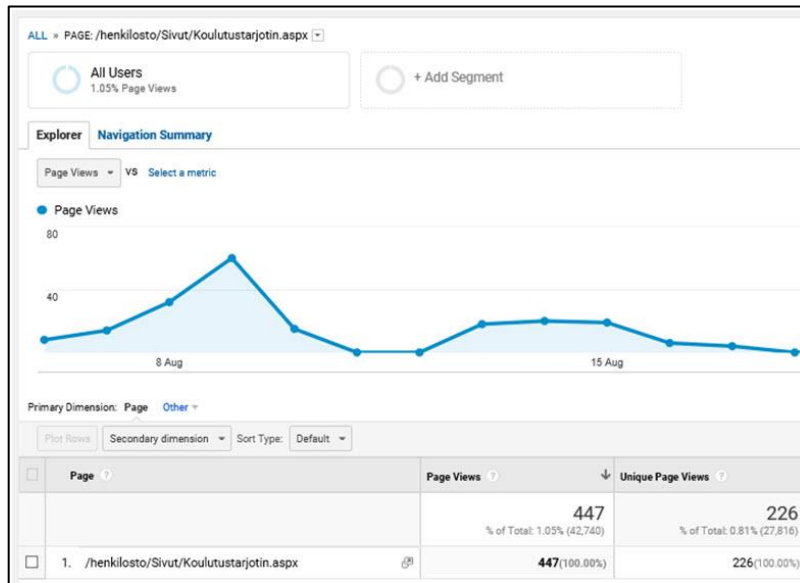 ALL » PAGE: /henkilosto/Sivut/Koulutustarjotin.aspx
All Users
1.05% Page Views
+ Add Segment
Explorer Navigation Summary
Page Views VS Select a metric
Page Views
80
40
8 Aug 15 Aug
Primary Dimension: Page Other
Plot Rows Secondary dimension Sort Type: Default
Page ? Page Views ? Unique Page Views ?
447 226
% of Total: 1.05% (42,740) % of Total: 0.81% (27,816)
1. /henkilosto/Sivut/Koulutustarjotin.aspx 447(100.00%) 226(100.00%)